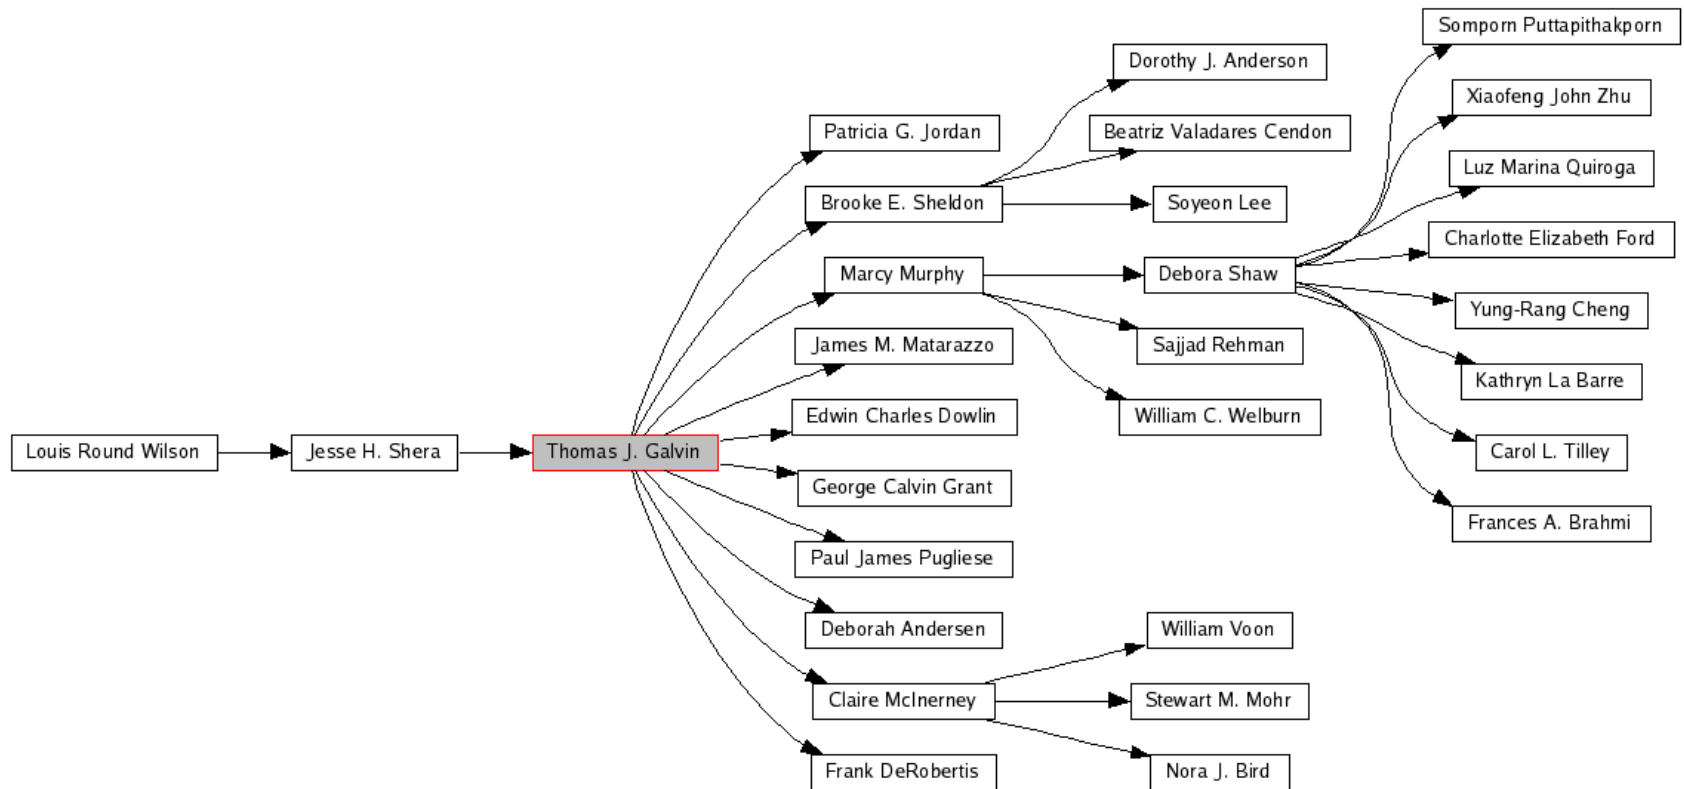 Louis Round Wilson
Jesse H. Shera
Thomas J. Galvin
Patricia G. Jordan
Brooke E. Sheldon
Marcy Murphy
James M. Matarazzo
Edwin Charles Dowlin
George Calvin Grant
Paul James Pugliese
Deborah Andersen
Claire McInerney
Frank DeRobertis
Dorothy J. Anderson
Beatriz Valadares Cendon
Soyeon Lee
Debora Shaw
Sajjad Rehman
William C. Welburn
William Voon
Stewart M. Mohr
Nora J. Bird
Somporn Puttapithakporn
Xiaofeng John Zhu
Luz Marina Quiroga
Charlotte Elizabeth Ford
Yung-Rang Cheng
Kathryn La Barre
Carol L. Tilley
Frances A. Brahmi